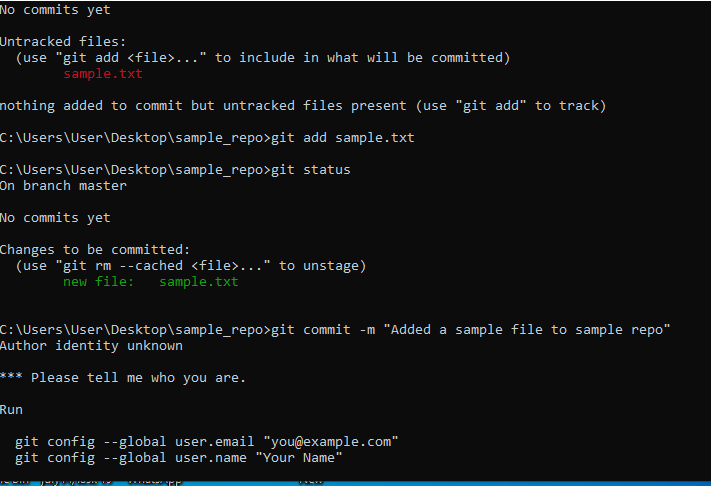 No commits yet
Untracked files:
(use "git add <file>..." to include in what will be committed)
sample.txt
nothing added to commit but untracked files present (use "git add" to track)
C:\Users\User\Desktop\sample_repo>git add sample.txt
C:\Users\User\Desktop\sample_repo>git status
On branch master
No commits yet
Changes to be committed:
(use "git rm --cached <file>..." to unstage)
new file:   sample.txt
C:\Users\User\Desktop\sample_repo>git commit -m "Added a sample file to sample repo"
Author identity unknown
*** Please tell me who you are.
Run
git config --global user.email "you@example.com"
git config --global user.name "Your Name"